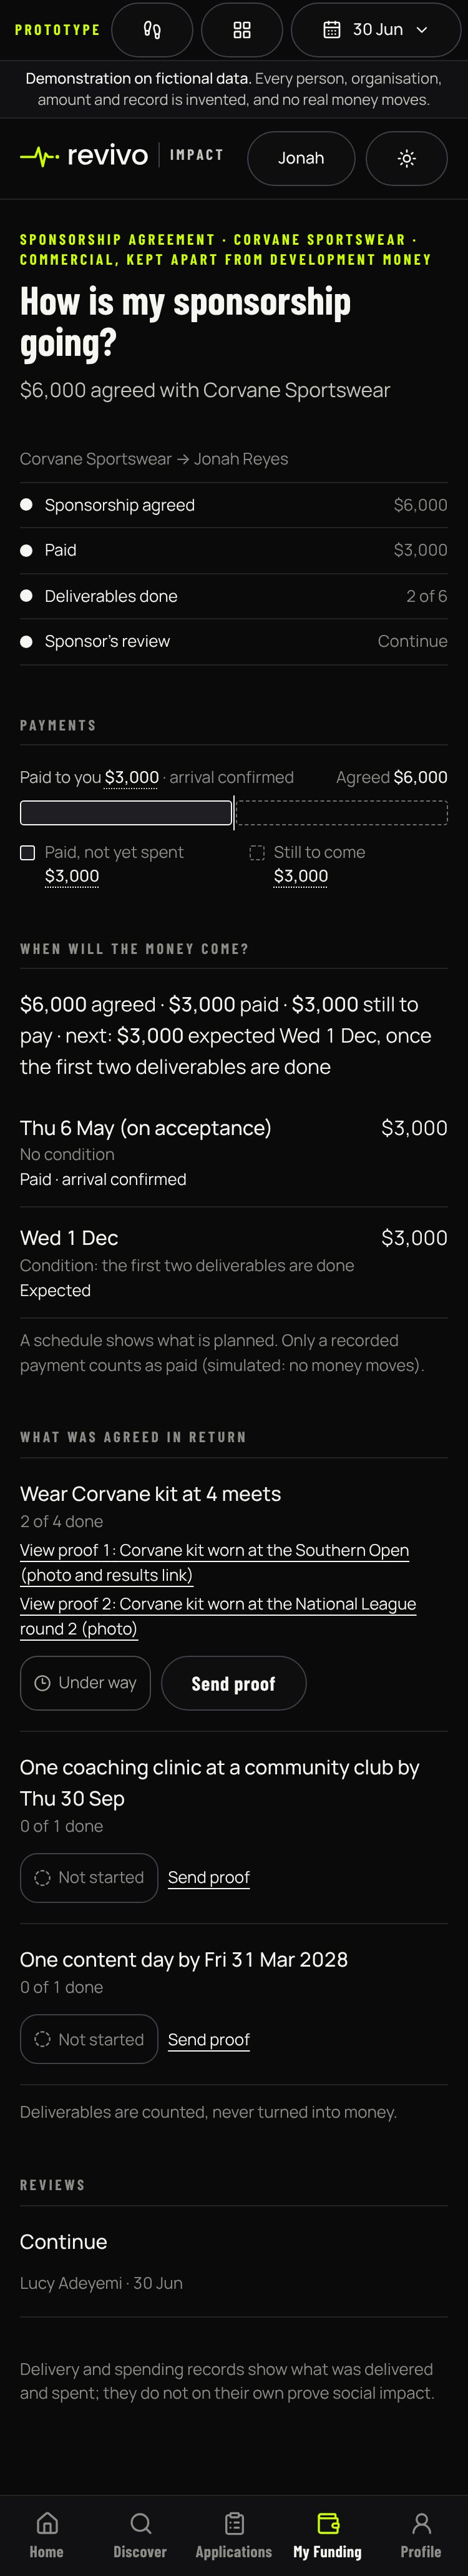 PROTOTYPE
30 Jun
Demonstration on fictional data. Every person, organisation,
amount and record is invented, and no real money moves.
revivo
IMPACT
Jonah
SPONSORSHIP AGREEMENT · CORVANE SPORTSWEAR ·
COMMERCIAL, KEPT APART FROM DEVELOPMENT MONEY
How is my sponsorship
going?
$6,000 agreed with Corvane Sportswear
Corvane Sportswear → Jonah Reyes
Sponsorship agreed $6,000
Paid $3,000
Deliverables done 2 of 6
Sponsor's review Continue
PAYMENTS
Paid to you $3,000 · arrival confirmed Agreed $6,000
Paid, not yet spent
$3,000
Still to come
$3,000
WHEN WILL THE MONEY COME?
$6,000 agreed · $3,000 paid · $3,000 still to
pay · next: $3,000 expected Wed 1 Dec, once
the first two deliverables are done
Thu 6 May (on acceptance) $3,000
No condition
Paid · arrival confirmed
Wed 1 Dec $3,000
Condition: the first two deliverables are done
Expected
A schedule shows what is planned. Only a recorded
payment counts as paid (simulated: no money moves).
WHAT WAS AGREED IN RETURN
Wear Corvane kit at 4 meets
2 of 4 done
View proof 1: Corvane kit worn at the Southern Open
(photo and results link)
View proof 2: Corvane kit worn at the National League
round 2 (photo)
Under way Send proof
One coaching clinic at a community club by
Thu 30 Sep
0 of 1 done
Not started Send proof
One content day by Fri 31 Mar 2028
0 of 1 done
Not started Send proof
Deliverables are counted, never turned into money.
REVIEWS
Continue
Lucy Adeyemi · 30 Jun
Delivery and spending records show what was delivered
and spent; they do not on their own prove social impact.
Home Discover Applications My Funding Profile